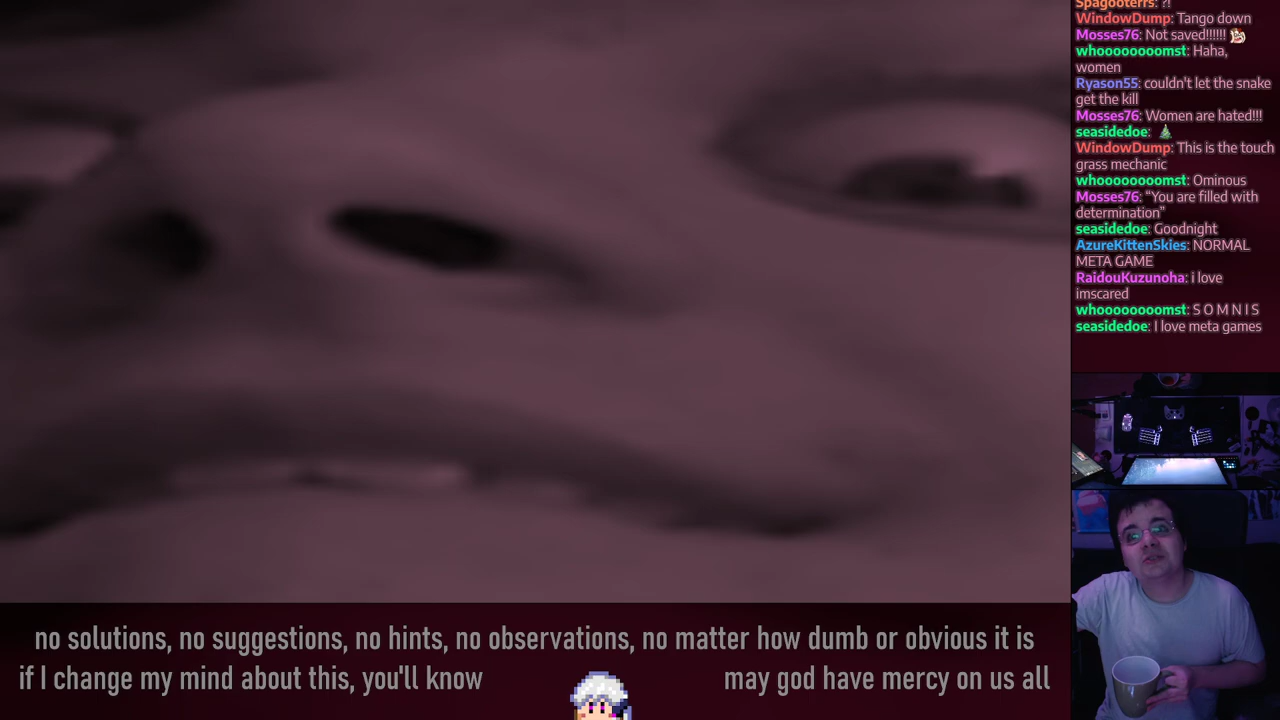 Spagooterrs: ?!
WindowDump: Tango down
Mosses76: Not saved!!!!!!
whoooooooomst: Haha,
women
Ryason55: couldn't let the snake
get the kill
Mosses76: Women are hated!!!
seasidedoe:
WindowDump: This is the touch
grass mechanic
whoooooooomst: Ominous
Mosses76: “You are filled with
determination”
seasidedoe: Goodnight
AzureKittenSkies: NORMAL
META GAME
RaidouKuzunoha: i love
imscared
whoooooooomst: S O M N I S
seasidedoe: I love meta games
no solutions, no suggestions, no hints, no observations, no matter how dumb or obvious it is
if I change my mind about this, you'll know
may god have mercy on us all